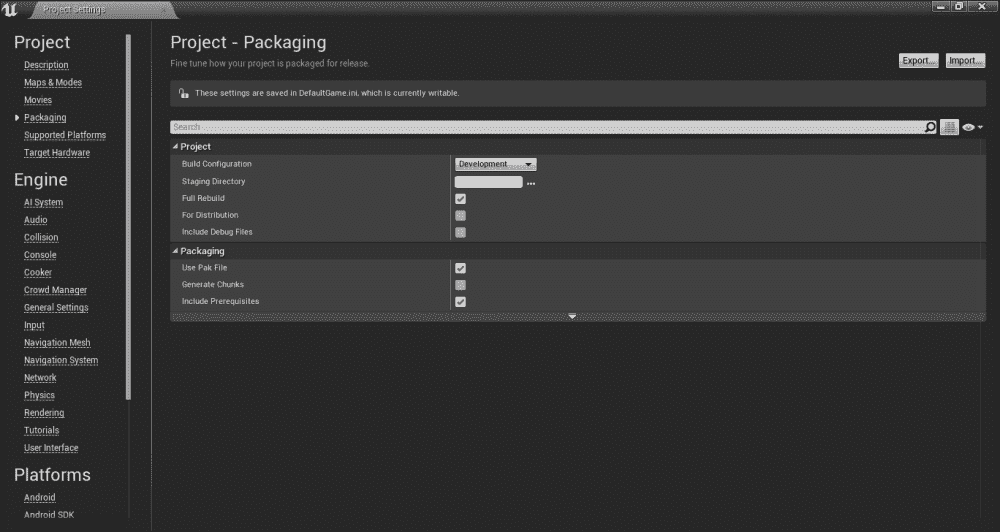 Project Settings
Project
Description
Maps & Modes
Movies
Packaging
Supported Platforms
Target Hardware
Engine
AI System
Audio
Collision
Console
Cooker
Crowd Manager
General Settings
Input
Navigation Mesh
Navigation System
Network
Physics
Rendering
Tutorials
User Interface
Platforms
Android
Android SDK
Project - Packaging
Fine tune how your project is packaged for release.
Export... Import...
These settings are saved in DefaultGame.ini, which is currently writable.
Search
Project
Build Configuration Development
Staging Directory ...
Full Rebuild
For Distribution
Include Debug Files
Packaging
Use Pak File
Generate Chunks
Include Prerequisites